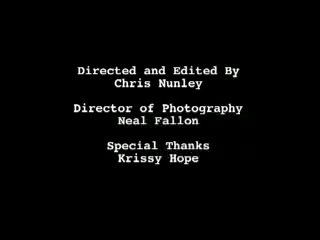 Directed and Edited By
Chris Nunley
Director of Photography
Neal Fallon
Special Thanks
Krissy Hope